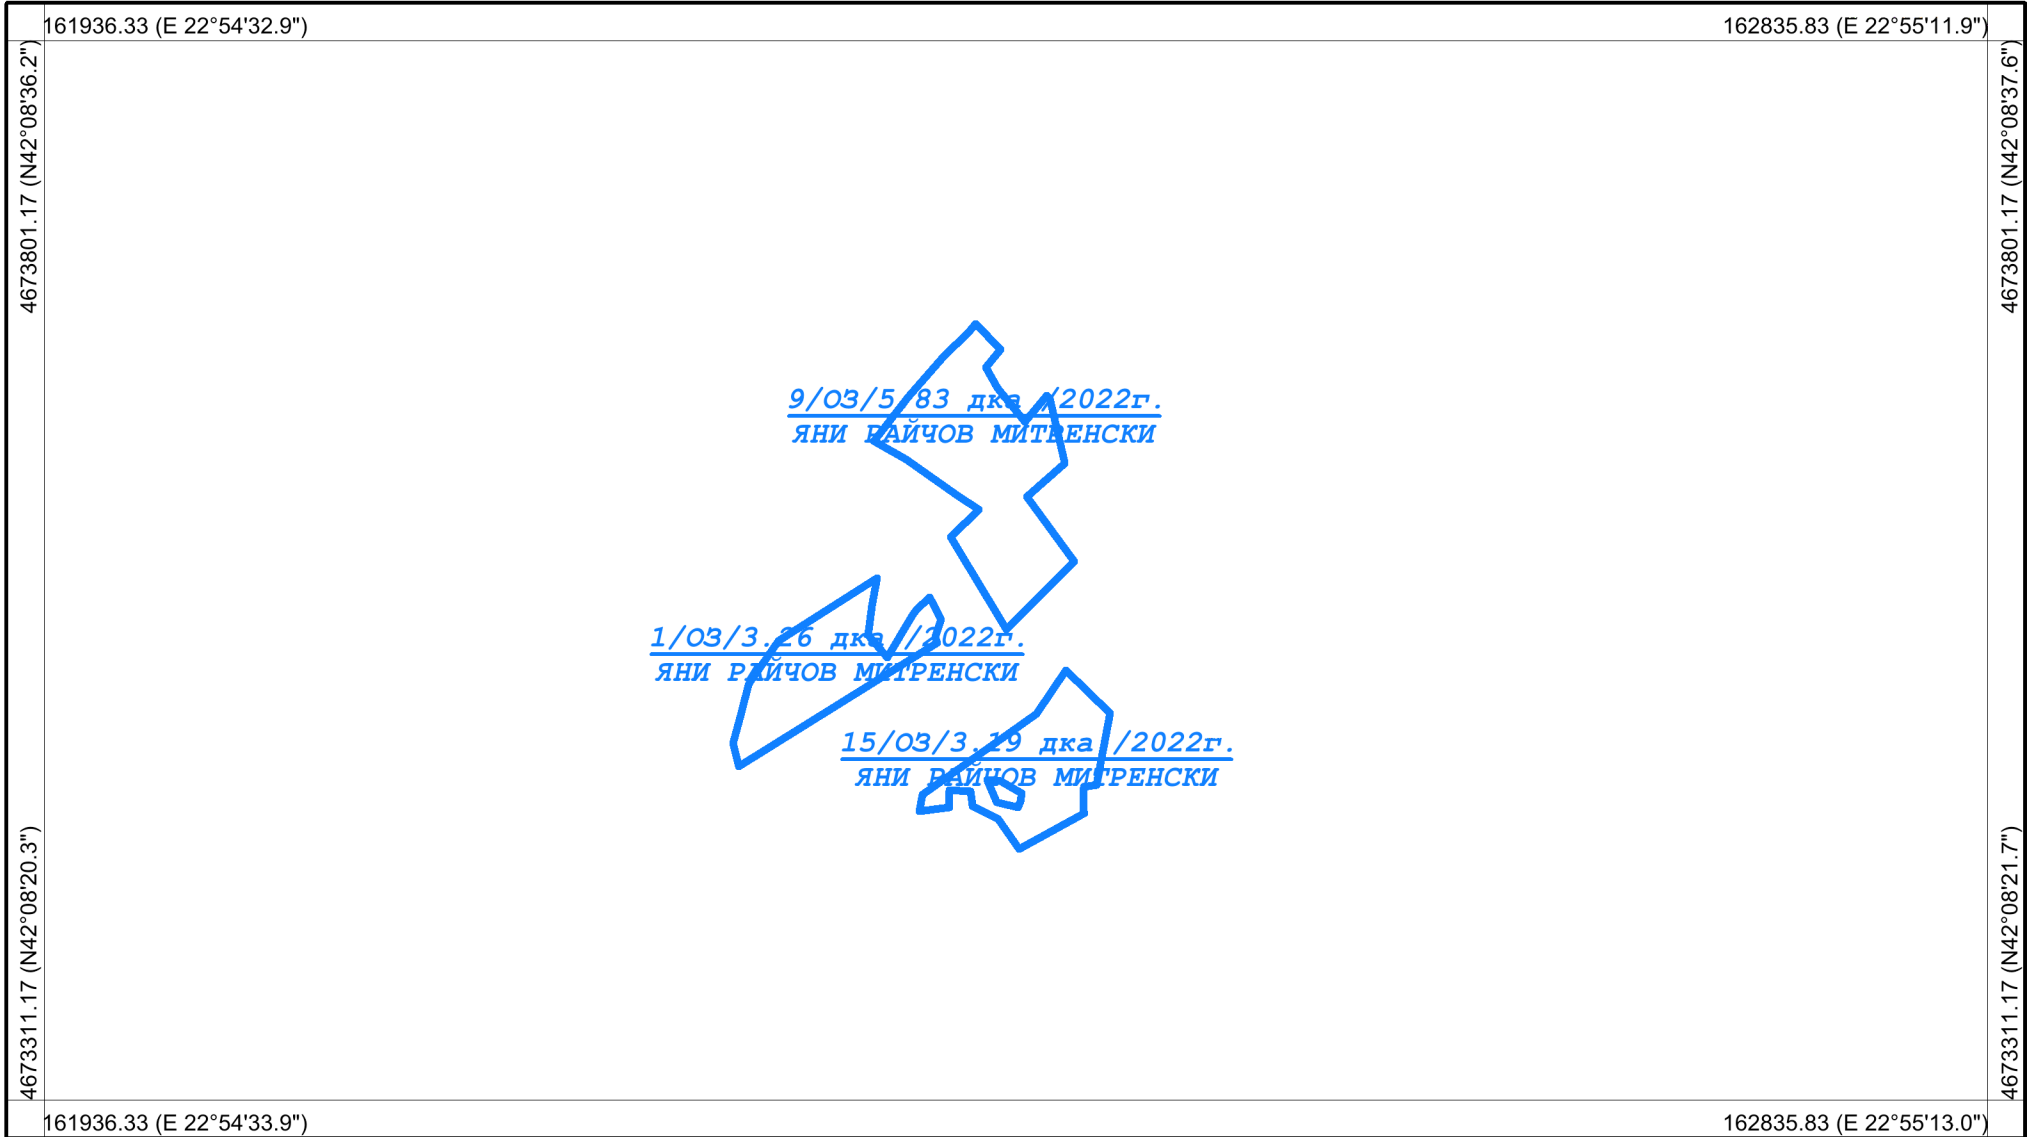 161936.33 (E 22°54'32.9")
162835.83 (E 22°55'11.9")
4673801.17 (N42°08'36.2")
4673801.17 (N42°08'37.6")
9/ОЗ/5.83 дка /2022г.
ЯНИ РАЙЧОВ МИТРЕНСКИ
1/ОЗ/3.26 дка /2022г.
ЯНИ РАЙЧОВ МИТРЕНСКИ
15/ОЗ/3.19 дка /2022г.
ЯНИ РАЙЧОВ МИТРЕНСКИ
4673311.17 (N42°08'20.3")
4673311.17 (N42°08'21.7")
161936.33 (E 22°54'33.9")
162835.83 (E 22°55'13.0")